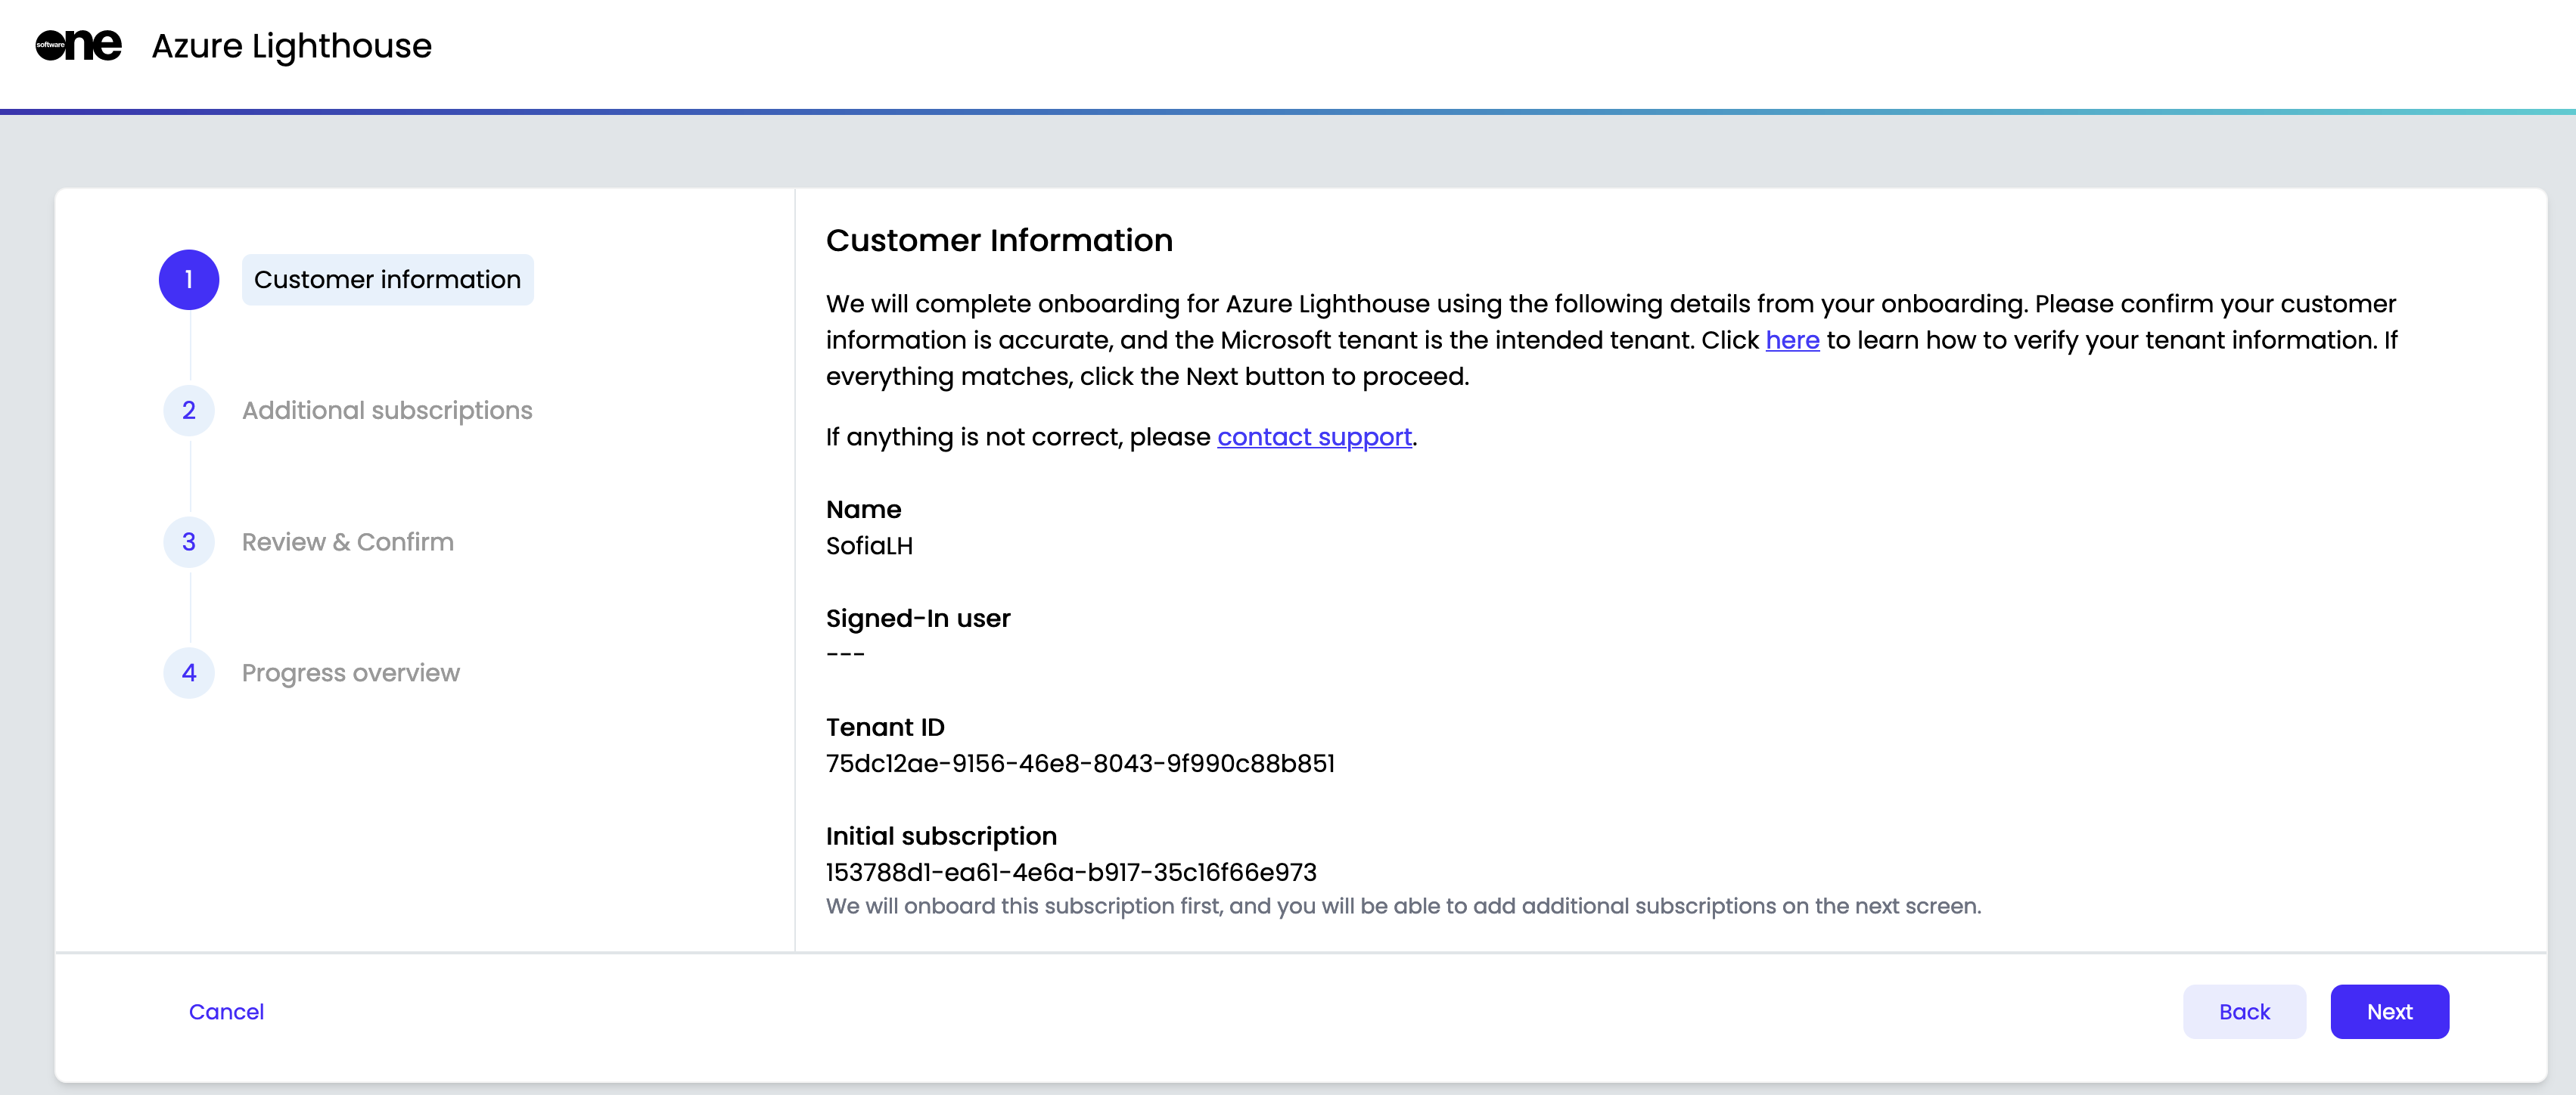 software one Azure Lighthouse
1 Customer information
2 Additional subscriptions
3 Review & Confirm
4 Progress overview
Customer Information
We will complete onboarding for Azure Lighthouse using the following details from your onboarding. Please confirm your customer
information is accurate, and the Microsoft tenant is the intended tenant. Click here to learn how to verify your tenant information. If
everything matches, click the Next button to proceed.
If anything is not correct, please contact support.
Name
SofiaLH
Signed-In user
---
Tenant ID
75dc12ae-9156-46e8-8043-9f990c88b851
Initial subscription
153788d1-ea61-4e6a-b917-35c16f66e973
We will onboard this subscription first, and you will be able to add additional subscriptions on the next screen.
Cancel
Back
Next